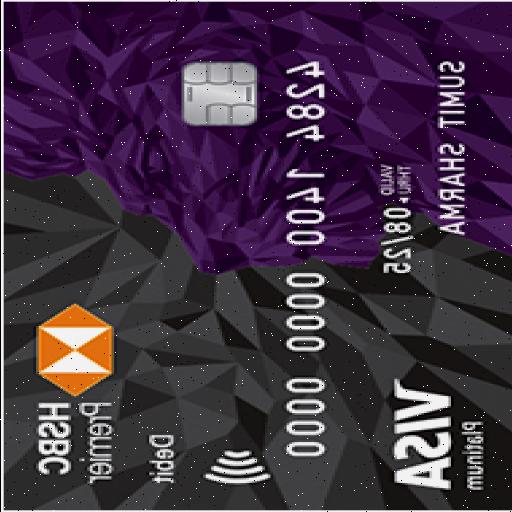 HSBC
Premier
Debit
4284 1400 0000 0000
VALID
THRU
08/25
SUMIT SHARMA
VISA
Platinum